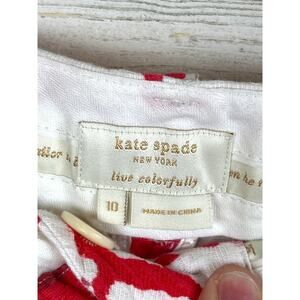 kate spade
NEW YORK
live colorfully
10
MADE IN CHINA